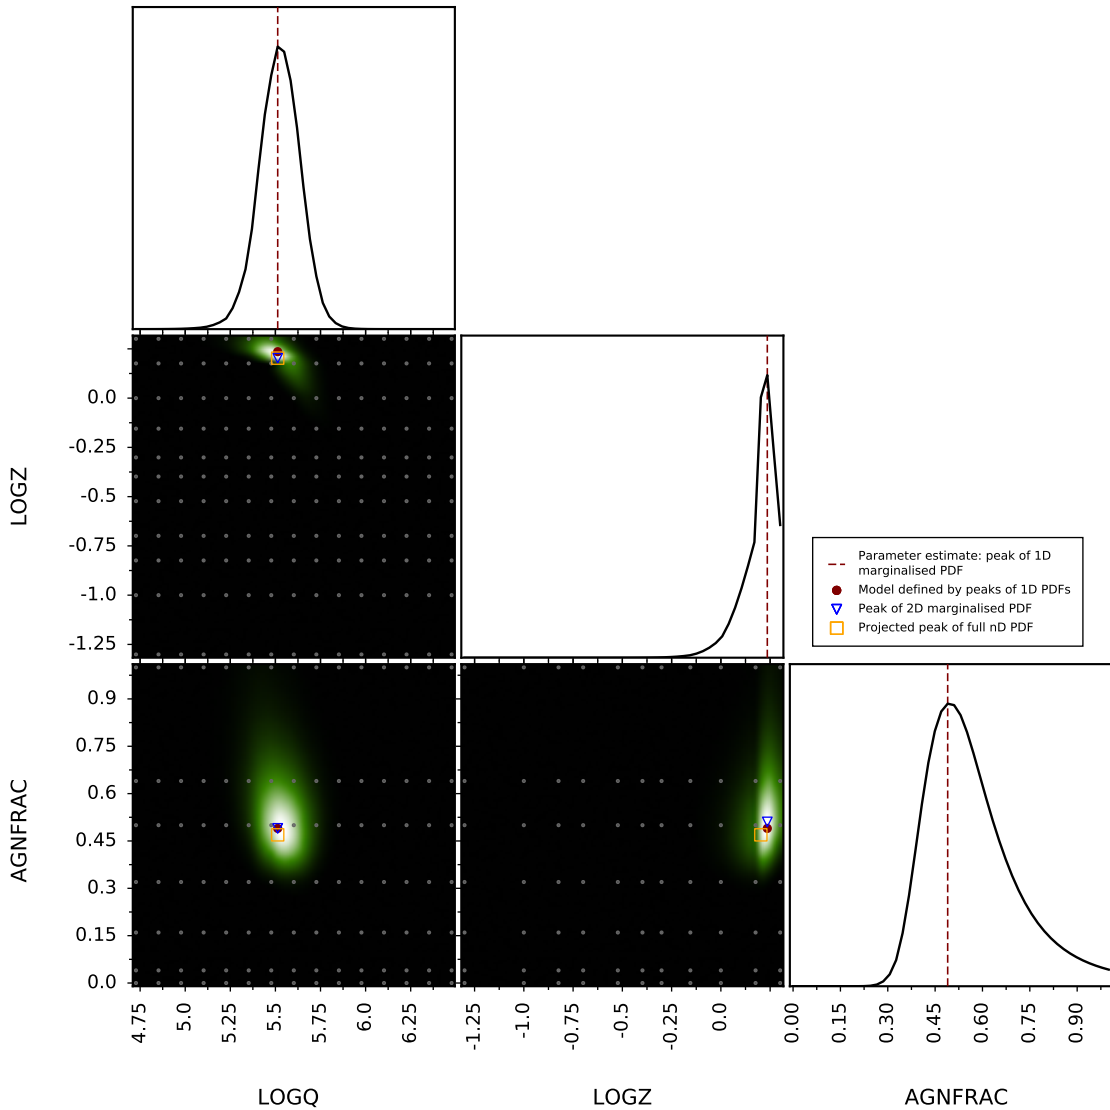 LOGZ
0.0
-0.25
-0.5
-0.75
-1.0
-1.25
Parameter estimate: peak of 1D
marginalised PDF
Model defined by peaks of 1D PDFs
Peak of 2D marginalised PDF
Projected peak of full nD PDF
AGNFRAC
0.9
0.75
0.6
0.45
0.3
0.15
0.0
4.75 5.0 5.25 5.5 5.75 6.0 6.25
-1.25 -1.0 -0.75 -0.5 -0.25 0.0
0.00 0.15 0.30 0.45 0.60 0.75 0.90
LOGQ LOGZ AGNFRAC